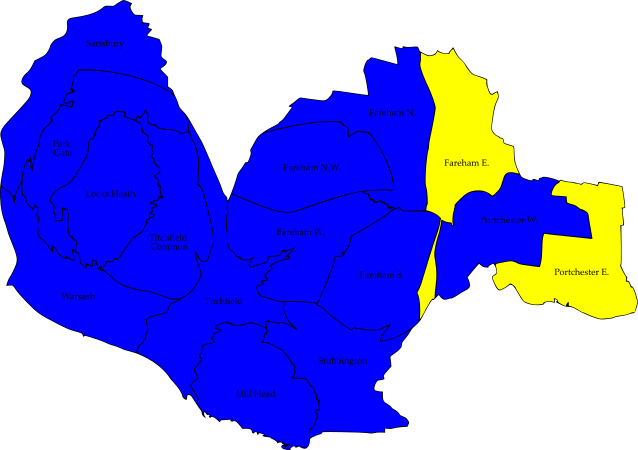 Sarisbury
Fareham N.
Park
Gate
Fareham E.
Fareham N.W.
Locks Heath
Portchester W.
Fareham W.
Titchfield
Common
Portchester E.
Fareham S.
Warsash
Titchfield
Stubbington
Hill Head